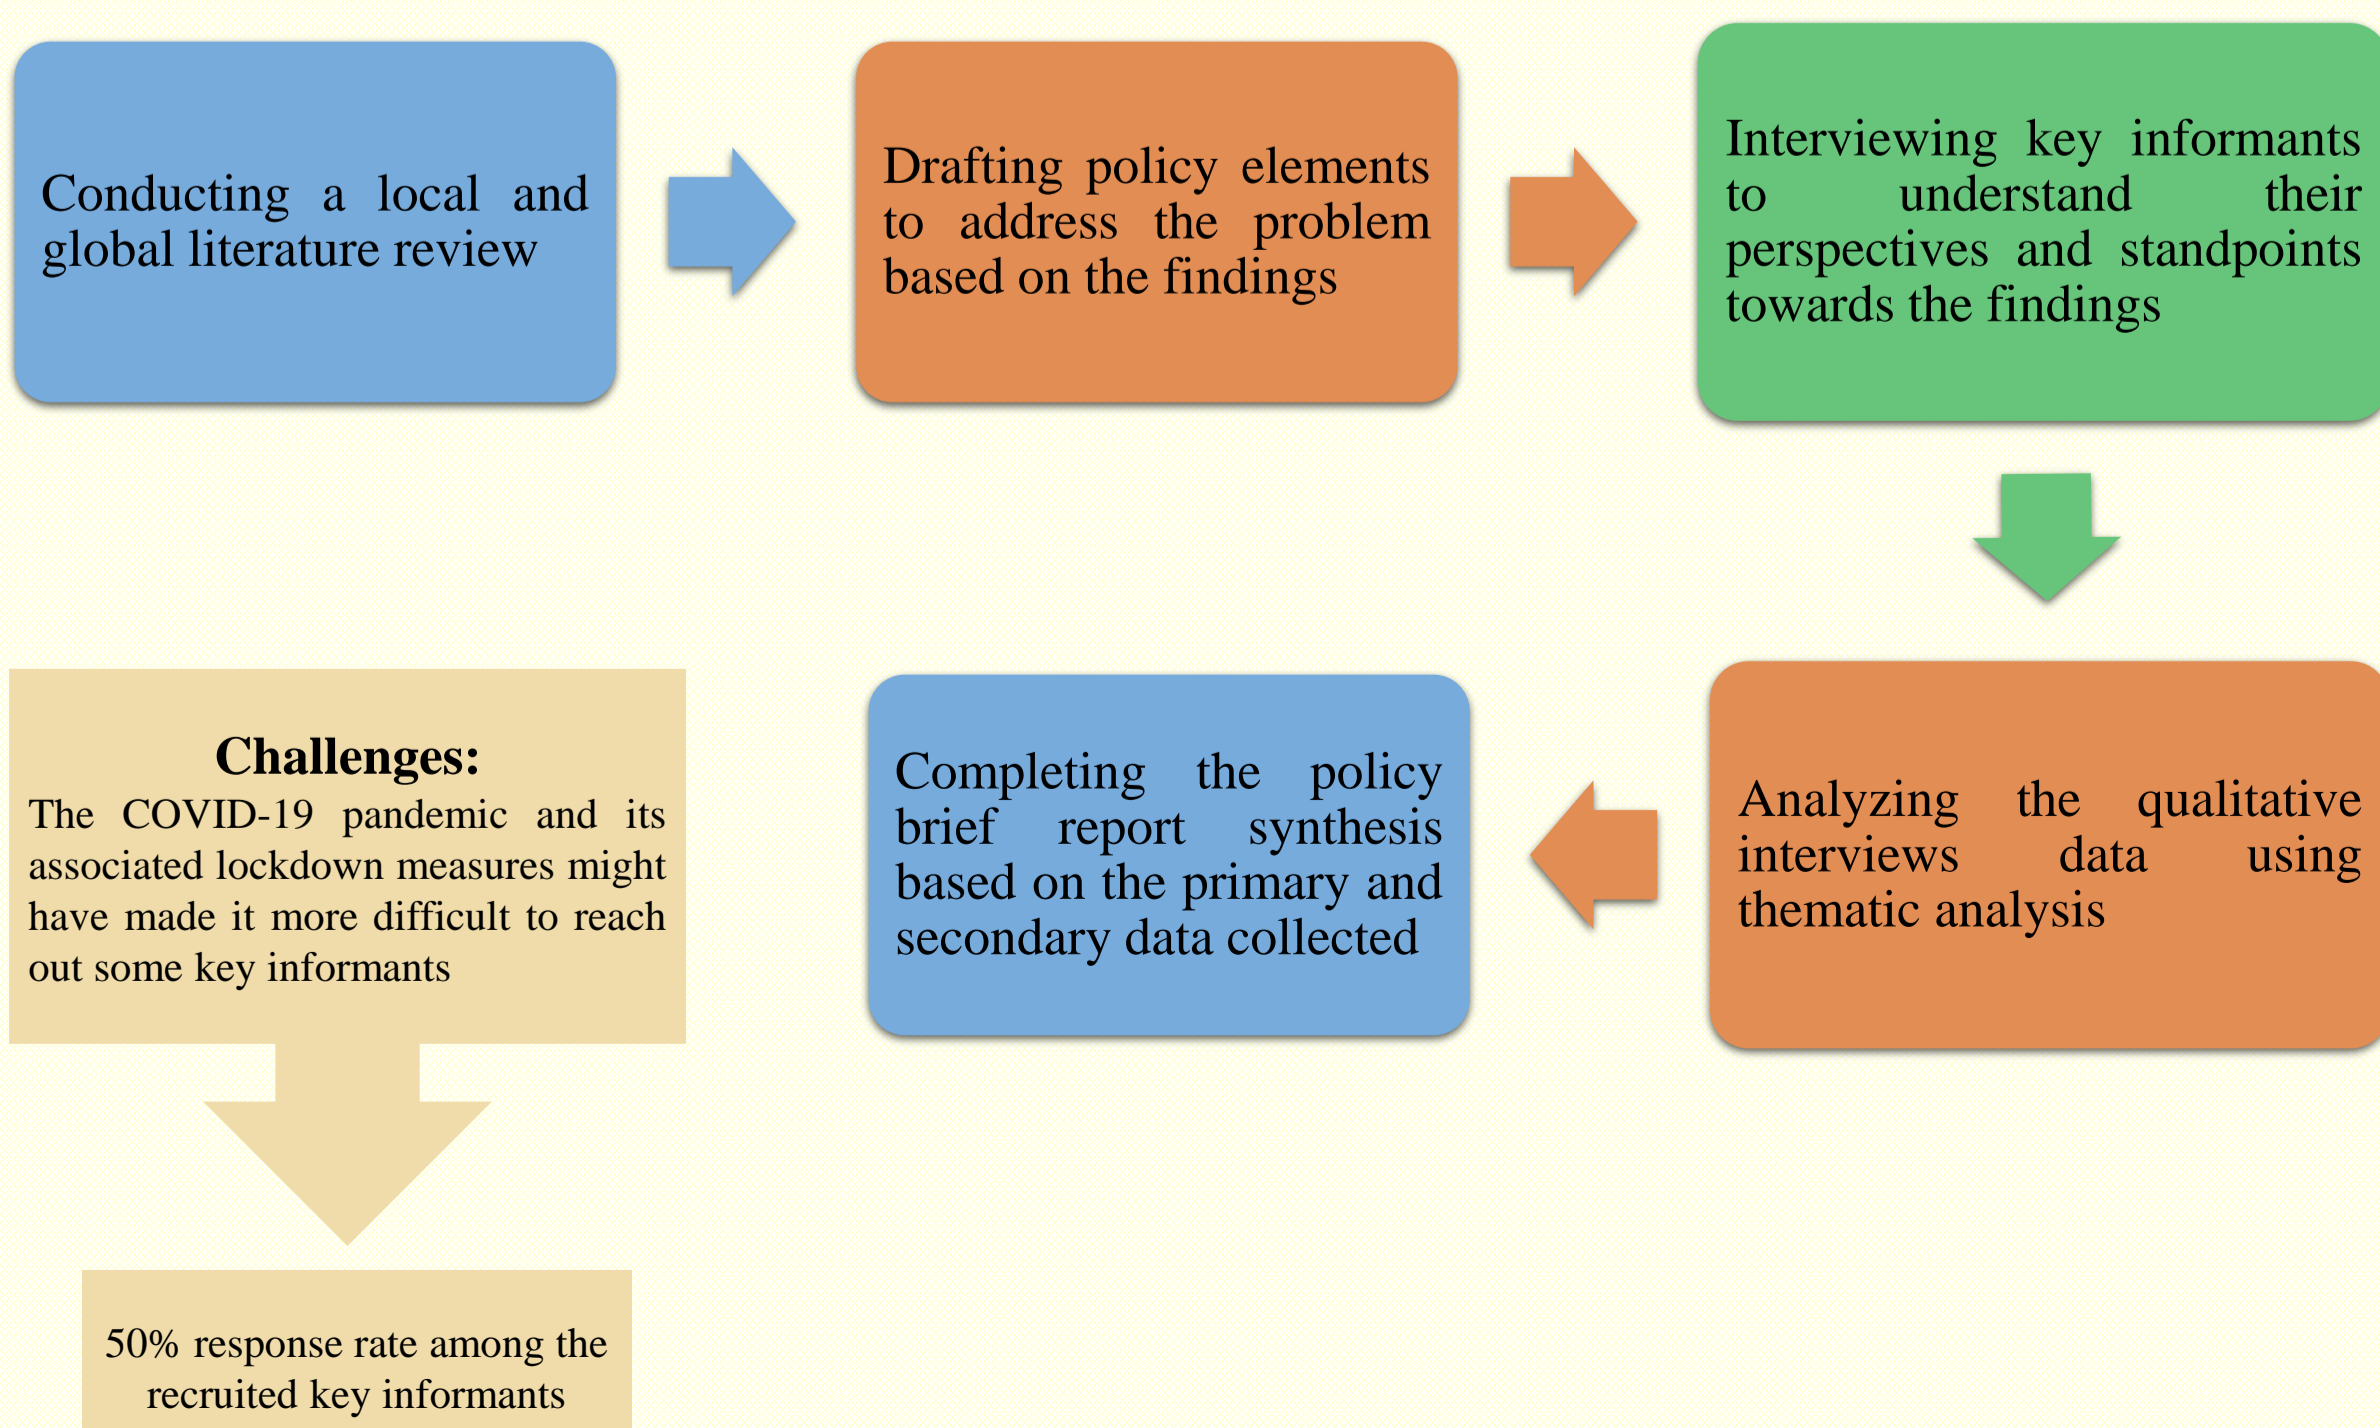 Conducting a local and
global literature review
Drafting policy elements
to address the problem
based on the findings
Interviewing key informants
to understand their
perspectives and standpoints
towards the findings
Analyzing the qualitative
interviews data using
thematic analysis
Completing the policy
brief report synthesis
based on the primary and
secondary data collected
Challenges:
The COVID-19 pandemic and its
associated lockdown measures might
have made it more difficult to reach
out some key informants
50% response rate among the
recruited key informants